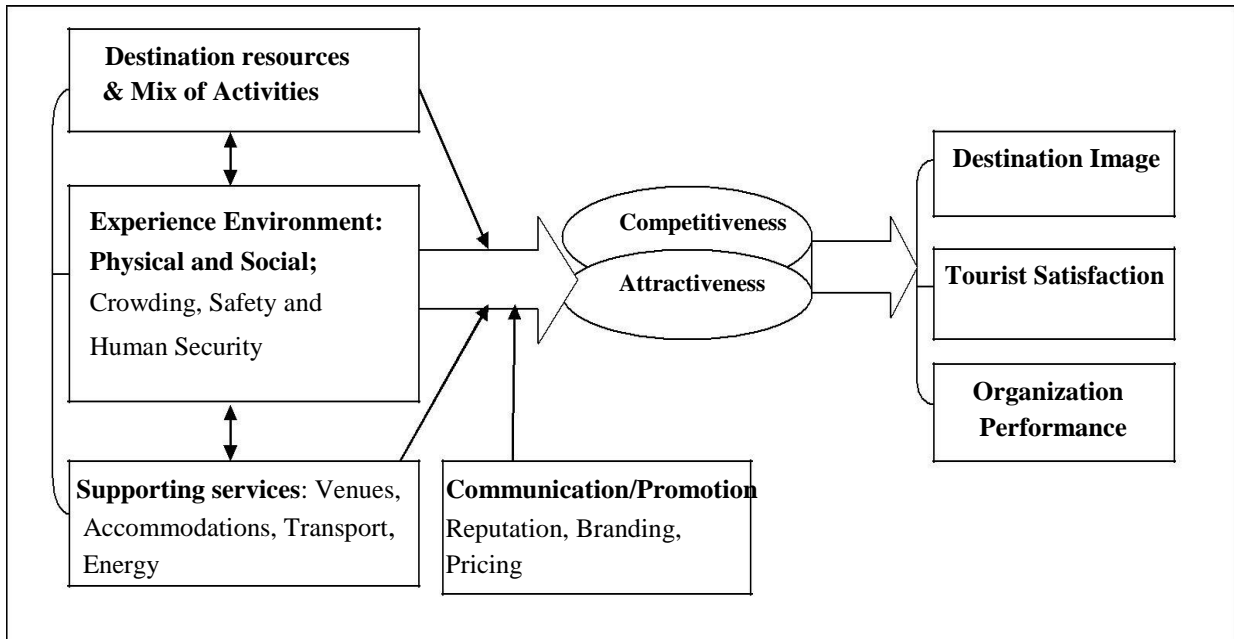 Destination resources
& Mix of Activities
Experience Environment:
Physical and Social;
Crowding, Safety and
Human Security
Supporting services: Venues,
Accommodations, Transport,
Energy
Communication/Promotion
Reputation, Branding,
Pricing
Competitiveness
Attractiveness
Destination Image
Tourist Satisfaction
Organization
Performance